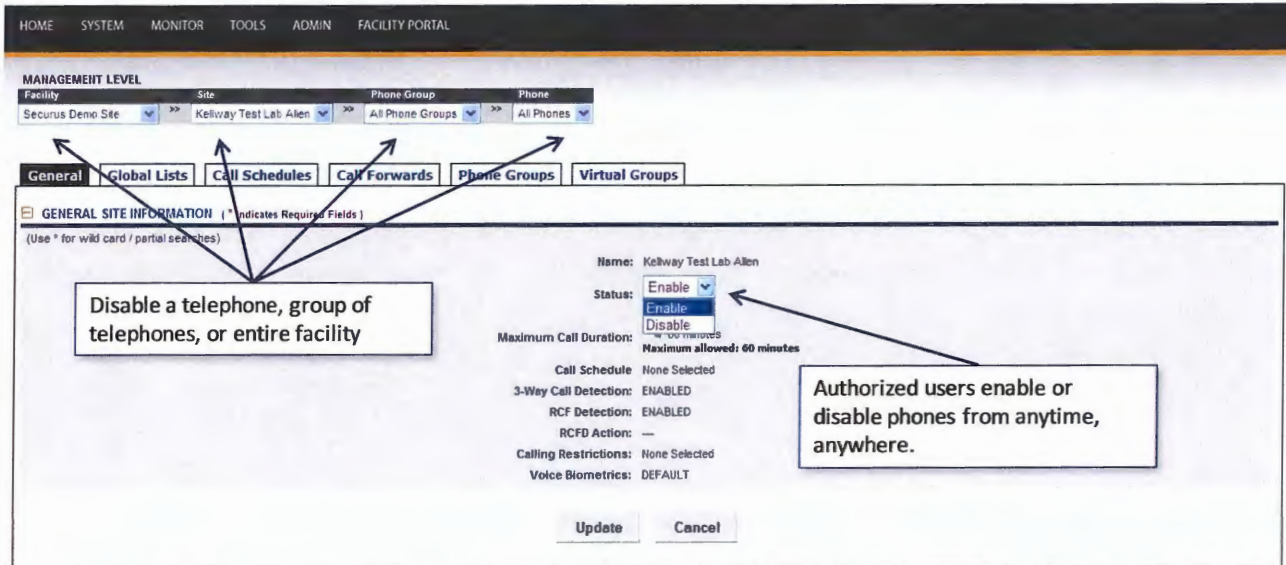 HOME SYSTEM MONITOR TOOLS ADMIN FACILITY PORTAL
MANAGEMENT LEVEL
Facility Site Phone Group Phone
Securus Demo Site >> Kellway Test Lab Allen >> All Phone Groups >> All Phones
General Global Lists Call Schedules Call Forwards Phone Groups Virtual Groups
GENERAL SITE INFORMATION ( * Indicates Required Fields )
(Use * for wild card / partial searches)
Name: Kellway Test Lab Allen
Status: Enable
Enable
Disable
Maximum Call Duration: 60 minutes
Maximum allowed: 60 minutes
Call Schedule None Selected
3-Way Call Detection: ENABLED
RCF Detection: ENABLED
RCFD Action: —
Calling Restrictions: None Selected
Voice Biometrics: DEFAULT
Disable a telephone, group of
telephones, or entire facility
Authorized users enable or
disable phones from anytime,
anywhere.
Update Cancel